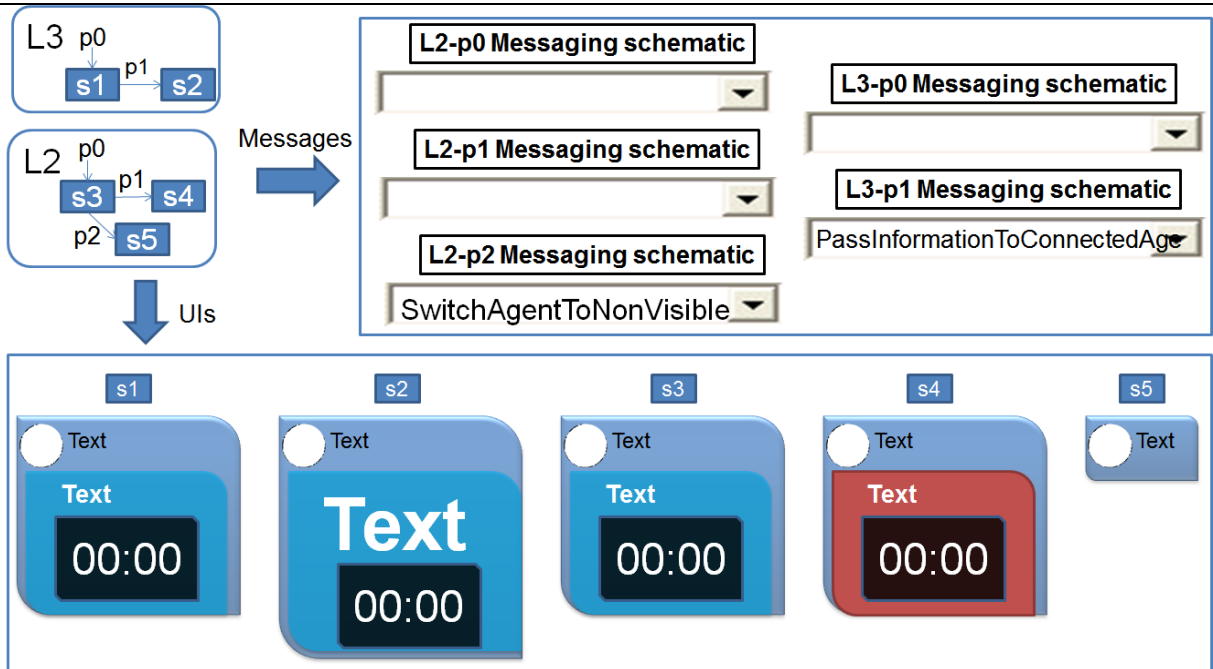 L3
p0
s1
p1
s2
L2
p0
s3
p1
s4
p2
s5
Messages
UIs
L2-p0 Messaging schematic
L2-p1 Messaging schematic
L2-p2 Messaging schematic
SwitchAgentToNonVisible
L3-p0 Messaging schematic
L3-p1 Messaging schematic
PassInformationToConnectedAge
s1
Text
Text
00:00
s2
Text
Text
00:00
s3
Text
Text
00:00
s4
Text
Text
00:00
s5
Text